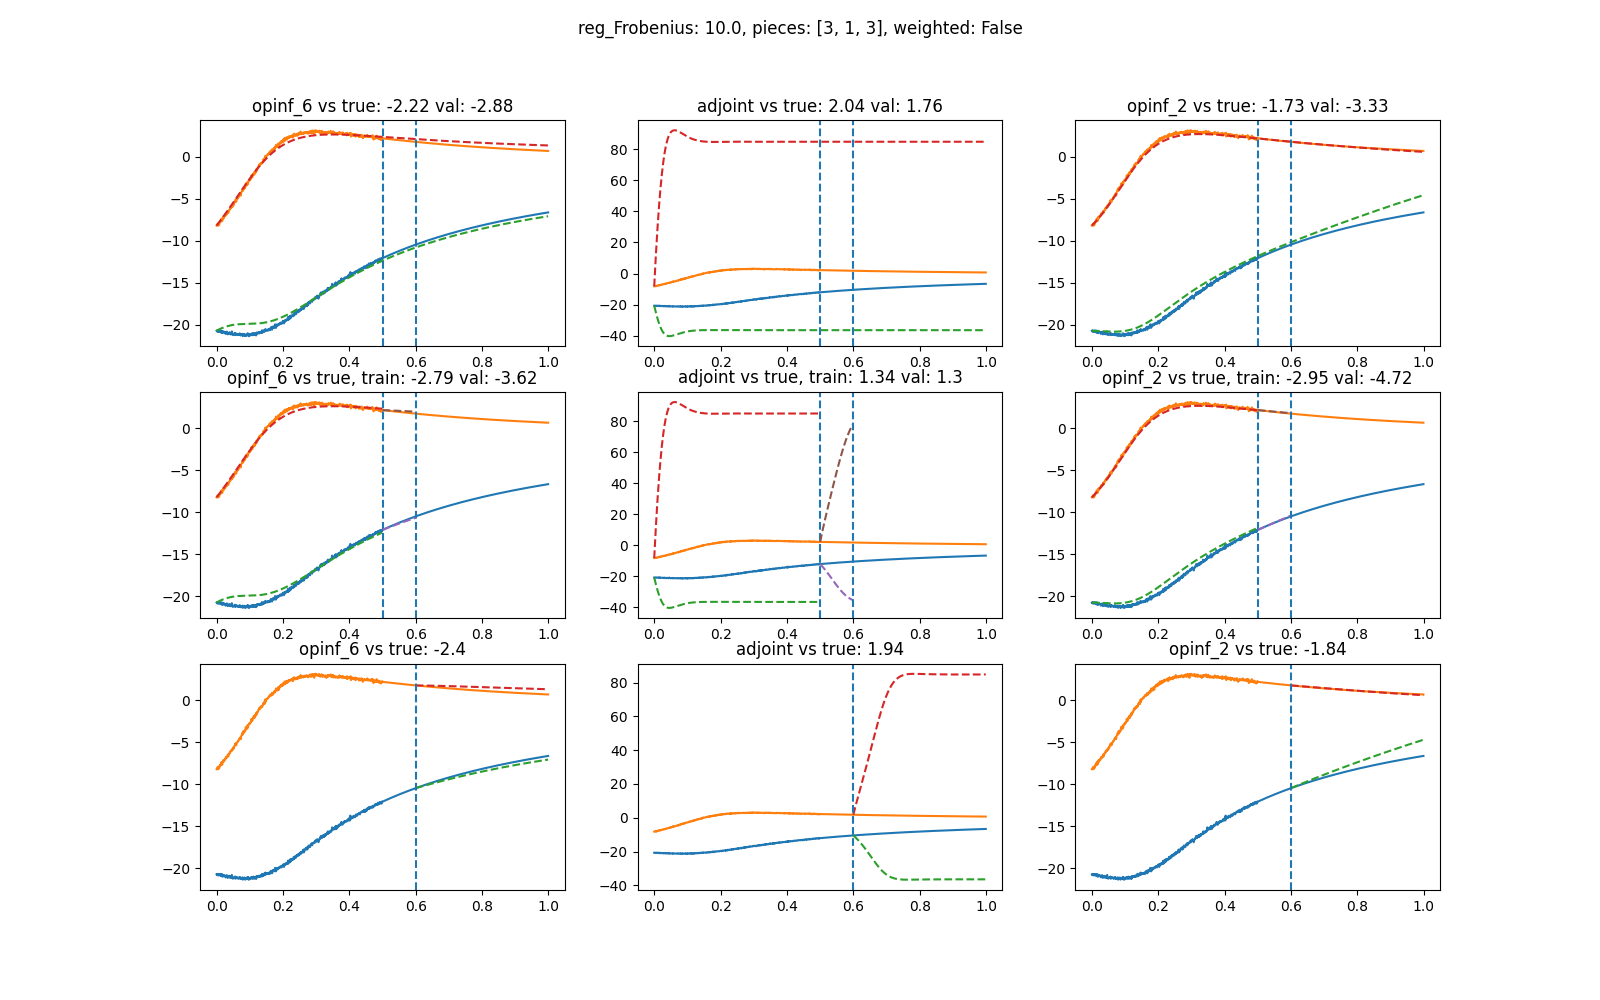 reg_Frobenius: 10.0, pieces: [3, 1, 3], weighted: False
opinf_6 vs true: -2.22 val: -2.88
0
−5
−10
−15
−20
0.0 0.2 0.4 0.6 0.8 1.0
adjoint vs true: 2.04 val: 1.76
80
60
40
20
0
−20
−40
0.0 0.2 0.4 0.6 0.8 1.0
opinf_2 vs true: -1.73 val: -3.33
0
−5
−10
−15
−20
0.0 0.2 0.4 0.6 0.8 1.0
opinf_6 vs true, train: -2.79 val: -3.62
0
−5
−10
−15
−20
0.0 0.2 0.4 0.6 0.8 1.0
adjoint vs true, train: 1.34 val: 1.3
80
60
40
20
0
−20
−40
0.0 0.2 0.4 0.6 0.8 1.0
opinf_2 vs true, train: -2.95 val: -4.72
0
−5
−10
−15
−20
0.0 0.2 0.4 0.6 0.8 1.0
opinf_6 vs true: -2.4
0
−5
−10
−15
−20
0.0 0.2 0.4 0.6 0.8 1.0
adjoint vs true: 1.94
80
60
40
20
0
−20
−40
0.0 0.2 0.4 0.6 0.8 1.0
opinf_2 vs true: -1.84
0
−5
−10
−15
−20
0.0 0.2 0.4 0.6 0.8 1.0